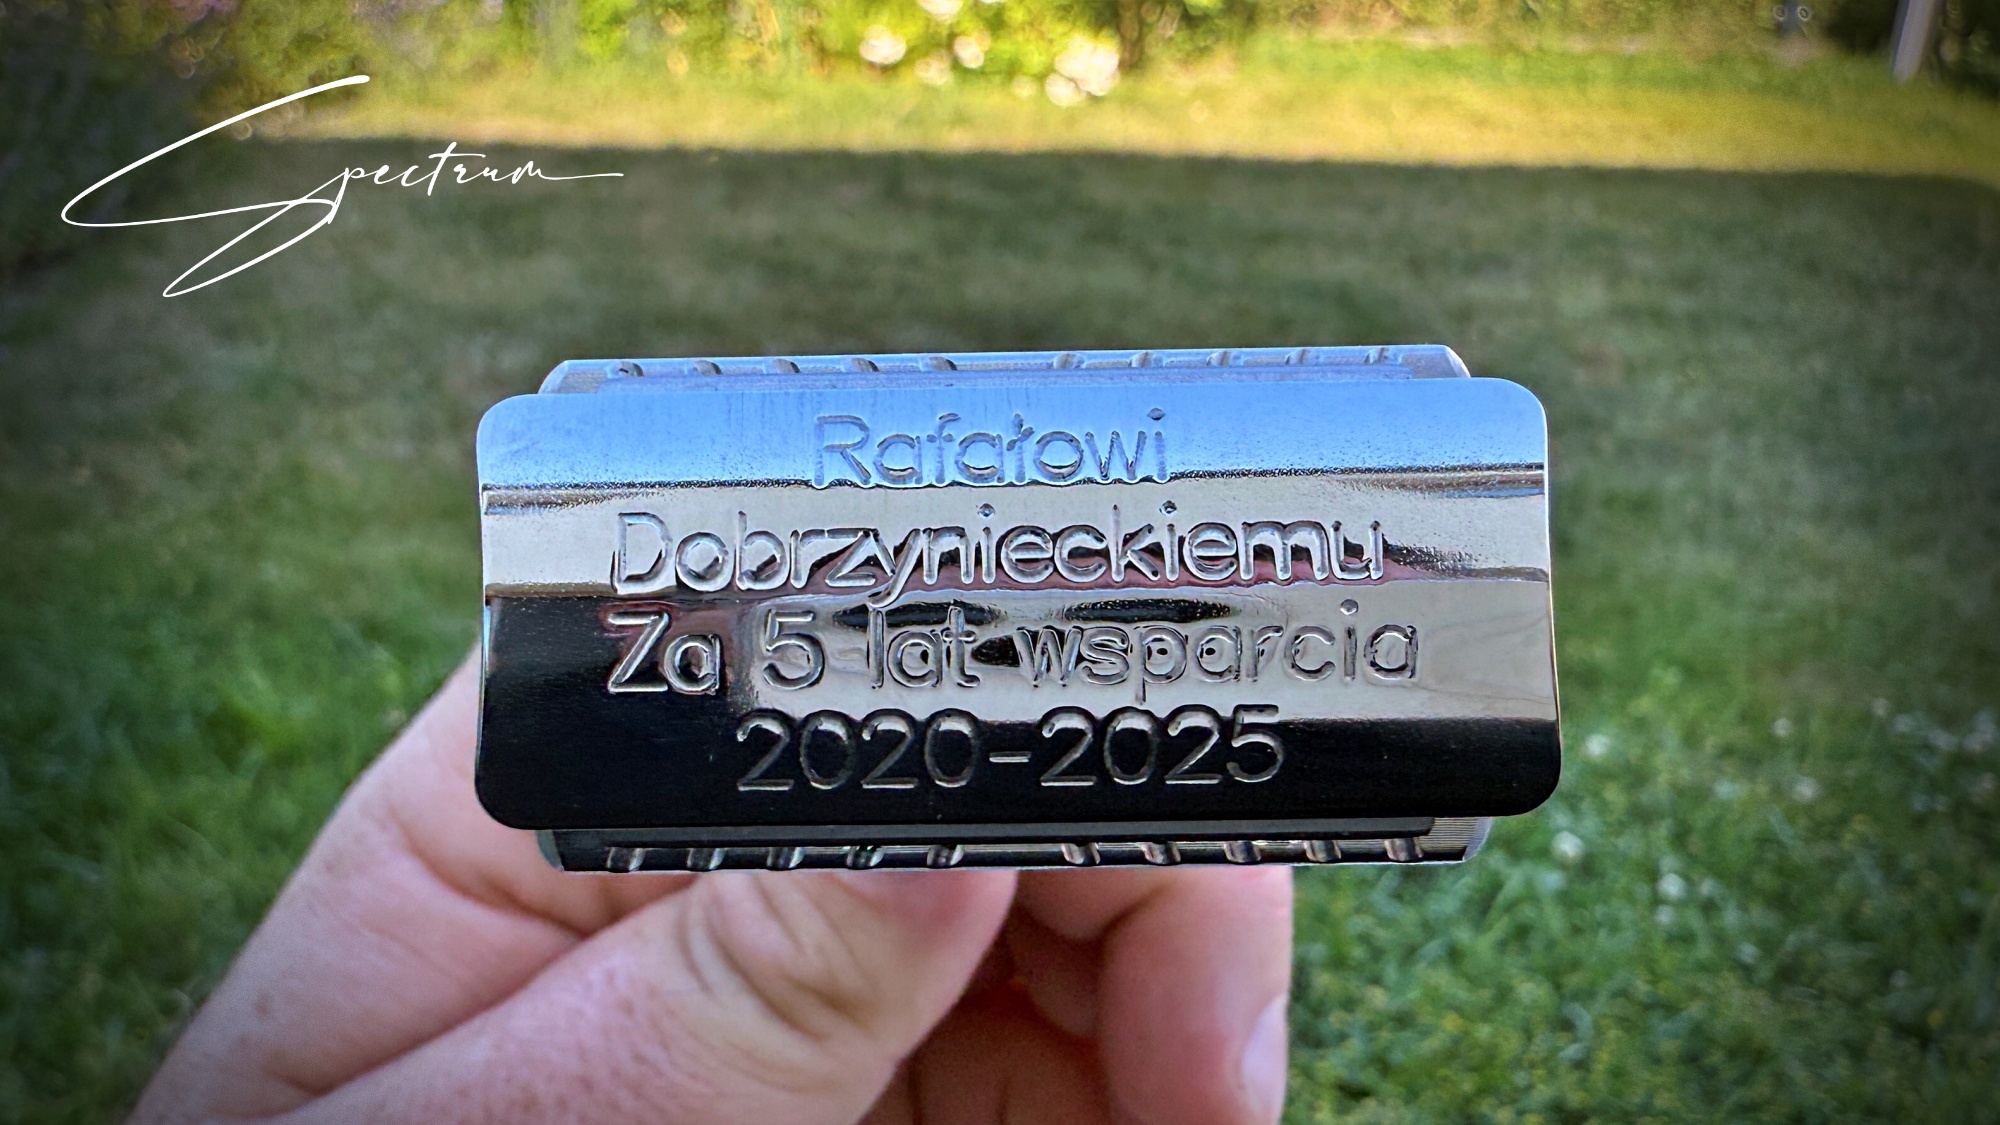 Spectrum
Rafałowi
Dobrzynieckiemu
Za 5 lat wsparcia
2020-2025